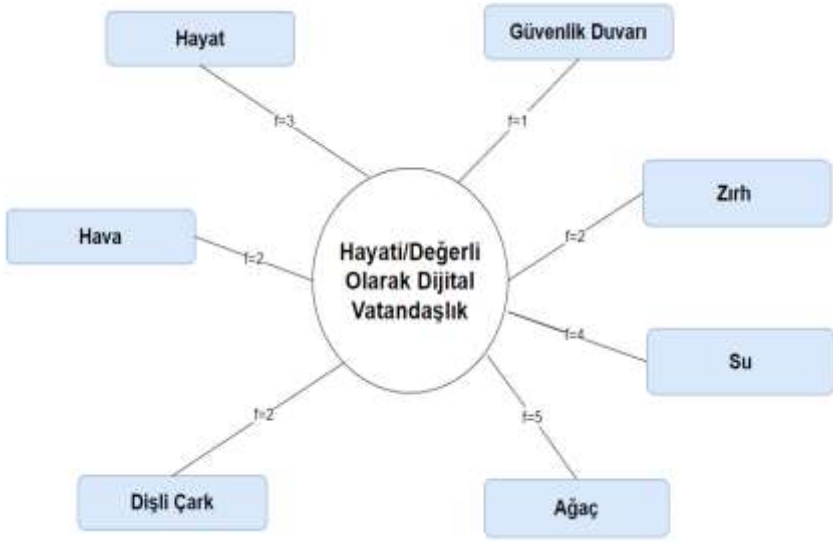 Hayat
Güvenlik Duvarı
f=3
f=1
Zırh
Hava
f=2
f=2
Hayati/Değerli
Olarak Dijital
Vatandaşlık
f=4
Su
f=2
f=5
Dişli Çark
Ağaç